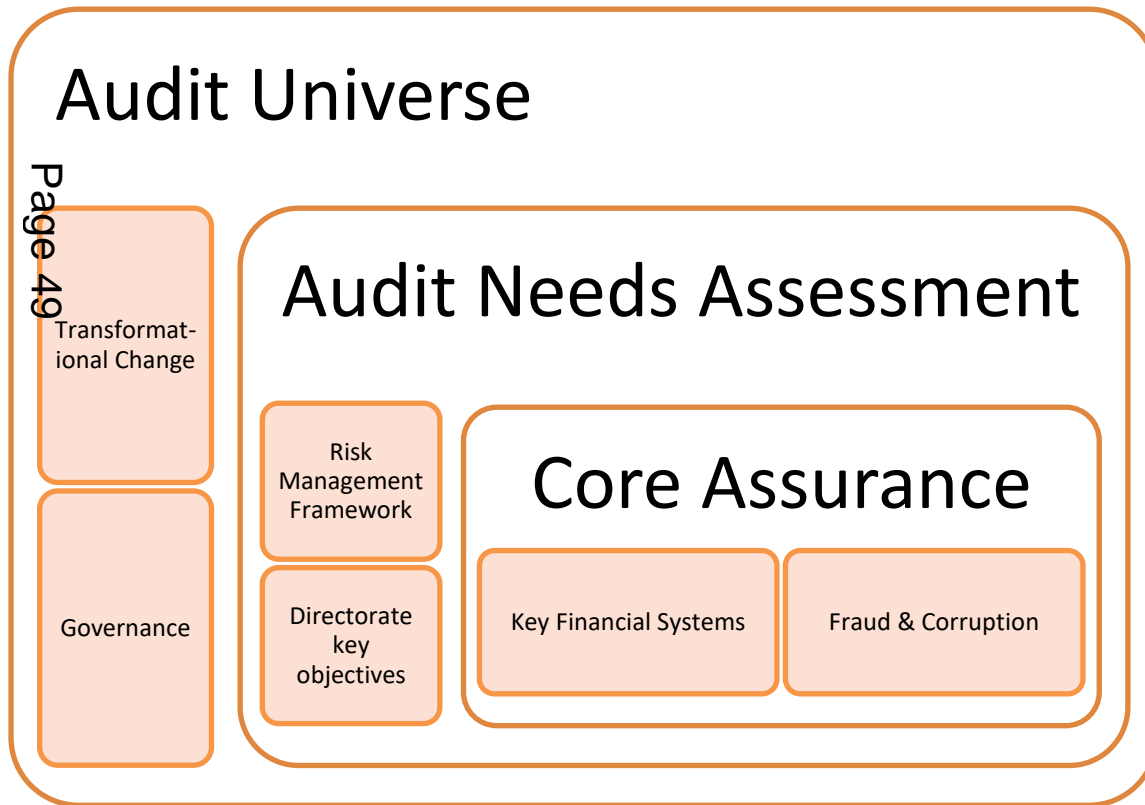 Audit Universe
Page 49
Transformat-
ional Change
Governance
Audit Needs Assessment
Risk
Management
Framework
Directorate
key
objectives
Core Assurance
Key Financial Systems
Fraud & Corruption